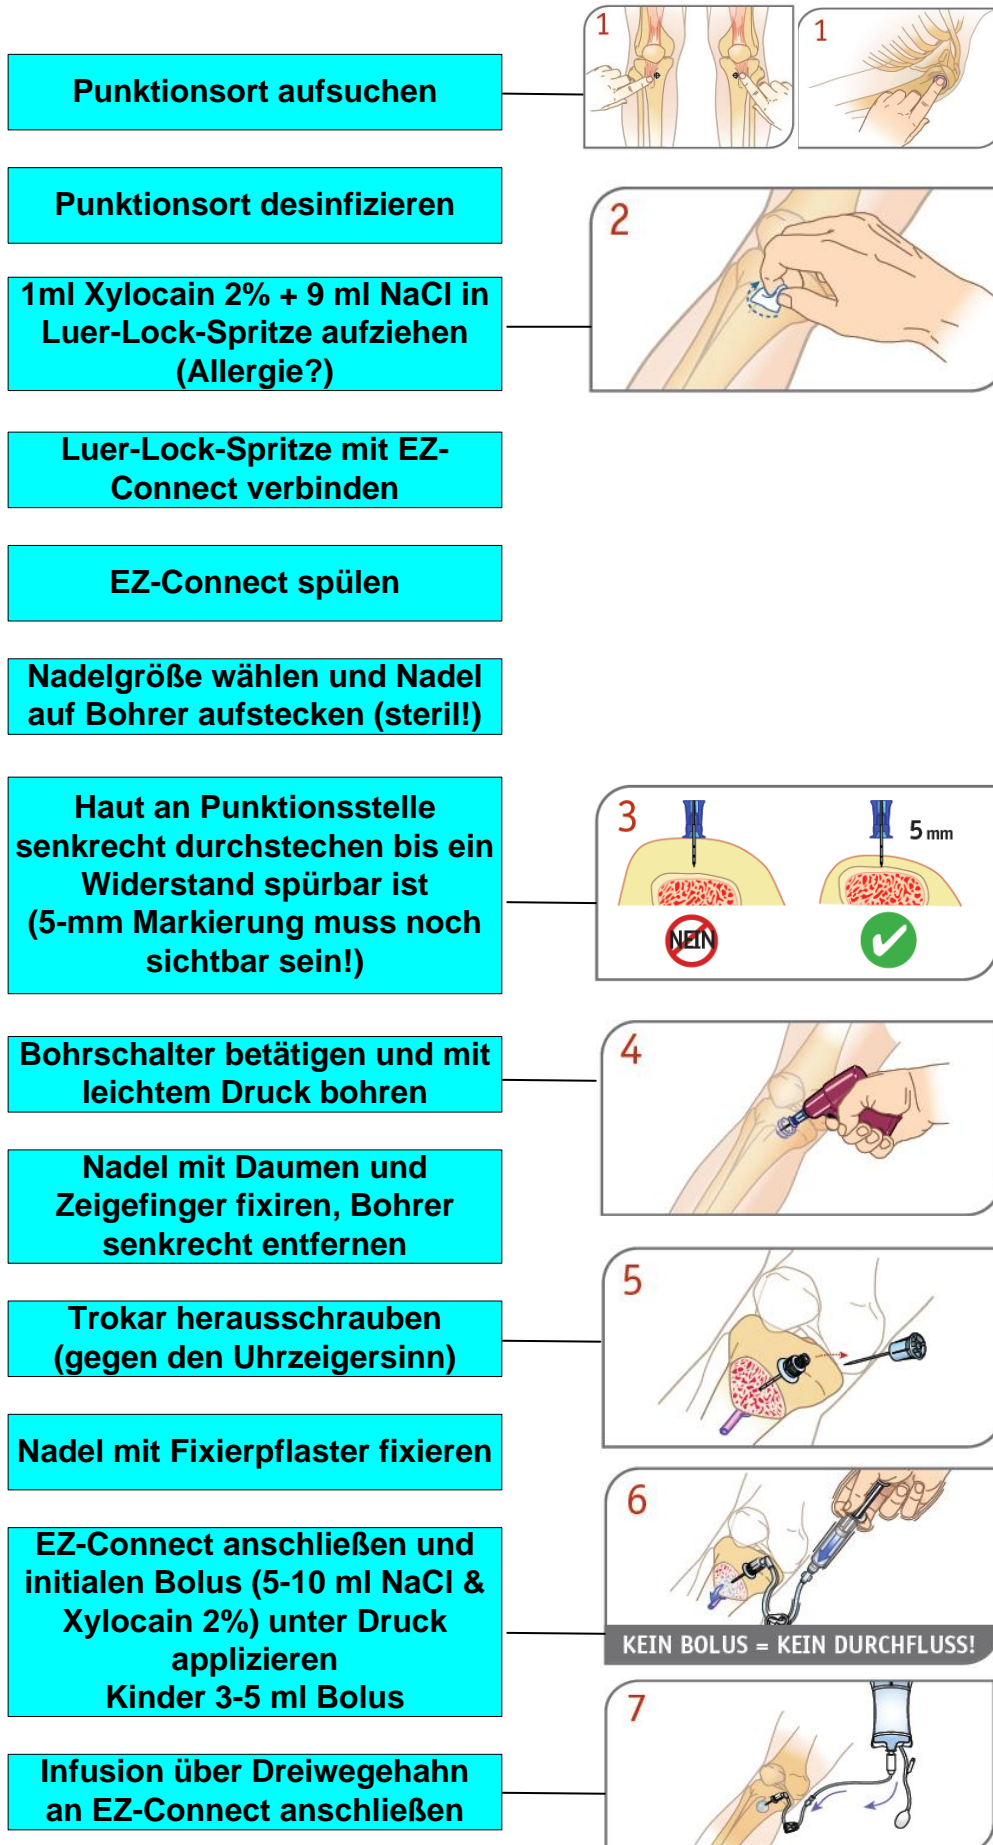 1
1
Punktionsort aufsuchen
Punktionsort desinfizieren
2
1ml Xylocain 2% + 9 ml NaCl in
Luer-Lock-Spritze aufziehen
(Allergie?)
Luer-Lock-Spritze mit EZ-
Connect verbinden
EZ-Connect spülen
Nadelgröße wählen und Nadel
auf Bohrer aufstecken (steril!)
Haut an Punktionsstelle
senkrecht durchstechen bis ein
Widerstand spürbar ist
(5-mm Markierung muss noch
sichtbar sein!)
3
5 mm
NEIN
Bohrschalter betätigen und mit
leichtem Druck bohren
4
Nadel mit Daumen und
Zeigefinger fixiren, Bohrer
senkrecht entfernen
Trokar herausschrauben
(gegen den Uhrzeigersinn)
5
Nadel mit Fixierpflaster fixieren
EZ-Connect anschließen und
initialen Bolus (5-10 ml NaCl &
Xylocain 2%) unter Druck
applizieren
Kinder 3-5 ml Bolus
6
KEIN BOLUS = KEIN DURCHFLUSS!
Infusion über Dreiwegehahn
an EZ-Connect anschließen
7